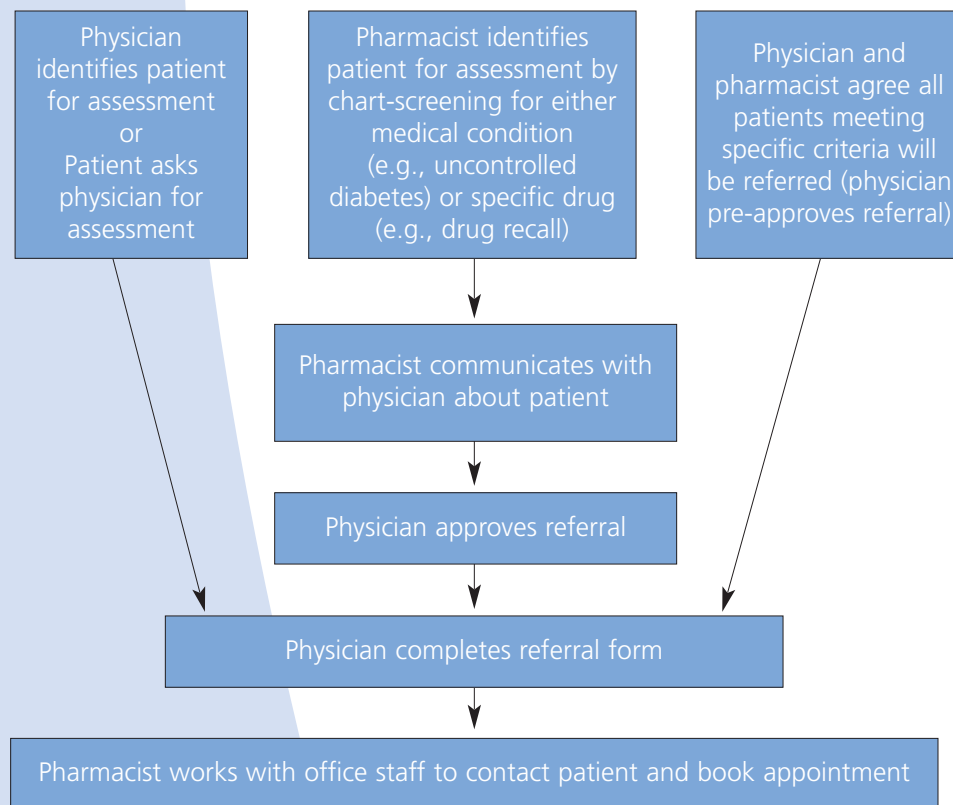 Physician
identifies patient
for assessment
or
Patient asks
physician for
assessment
Pharmacist identifies
patient for assessment by
chart-screening for either
medical condition
(e.g., uncontrolled
diabetes) or specific drug
(e.g., drug recall)
Physician and
pharmacist agree all
patients meeting
specific criteria will
be referred (physician
pre-approves referral)
Pharmacist communicates with
physician about patient
Physician approves referral
Physician completes referral form
Pharmacist works with office staff to contact patient and book appointment